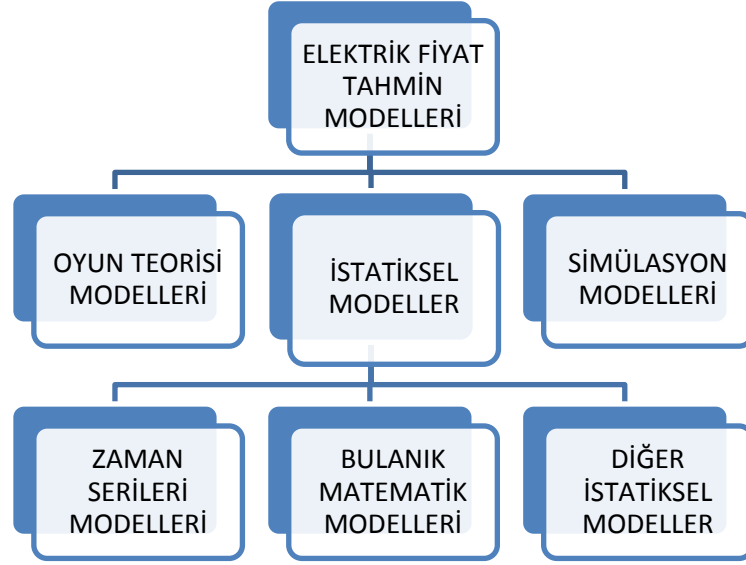 ELEKTRİK FİYAT
TAHMİN
MODELLERİ
OYUN TEORİSİ
MODELLERİ
İSTATİKSEL
MODELLER
SİMÜLASYON
MODELLERİ
ZAMAN
SERİLERİ
MODELLERİ
BULANIK
MATEMATİK
MODELLERİ
DİĞER
İSTATİKSEL
MODELLER